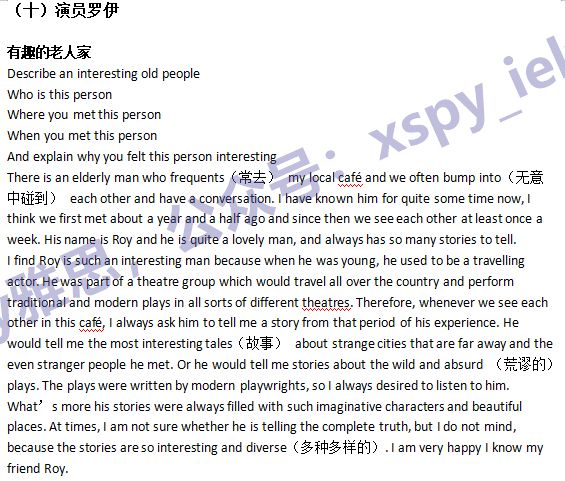 （十）演员罗伊
有趣的老人家
Describe an interesting old people
Who is this person
Where you met this person
When you met this person
And explain why you felt this person interesting
There is an elderly man who frequents（常去） my local café and we often bump into（无意
中碰到） each other and have a conversation. I have known him for quite some time now, I
think we first met about a year and a half ago and since then we see each other at least once a
week. His name is Roy and he is quite a lovely man, and always has so many stories to tell.
I find Roy is such an interesting man because when he was young, he used to be a travelling
actor. He was part of a theatre group which would travel all over the country and perform
traditional and modern plays in all sorts of different theatres. Therefore, whenever we see each
other in this café, I always ask him to tell me a story from that period of his experience. He
would tell me the most interesting tales（故事） about strange cities that are far away and the
even stranger people he met. Or he would tell me stories about the wild and absurd （荒谬的）
plays. The plays were written by modern playwrights, so I always desired to listen to him.
What’s more his stories were always filled with such imaginative characters and beautiful
places. At times, I am not sure whether he is telling the complete truth, but I do not mind,
because the stories are so interesting and diverse（多种多样的）. I am very happy I know my
friend Roy.
y雅思，公众号：xspy_iel